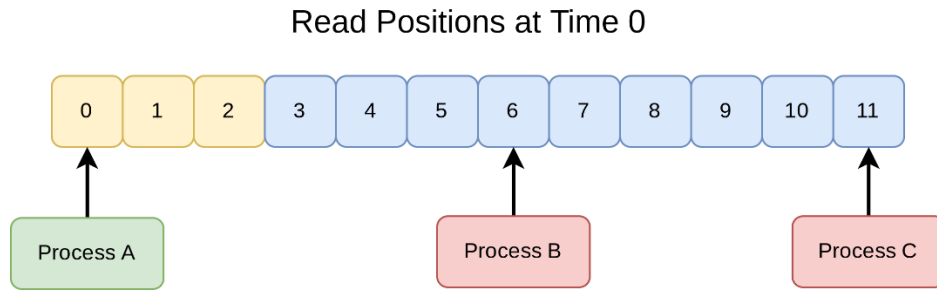 Read Positions at Time 0
0 1 2 3 4 5 6 7 8 9 10 11
Process A Process B Process C